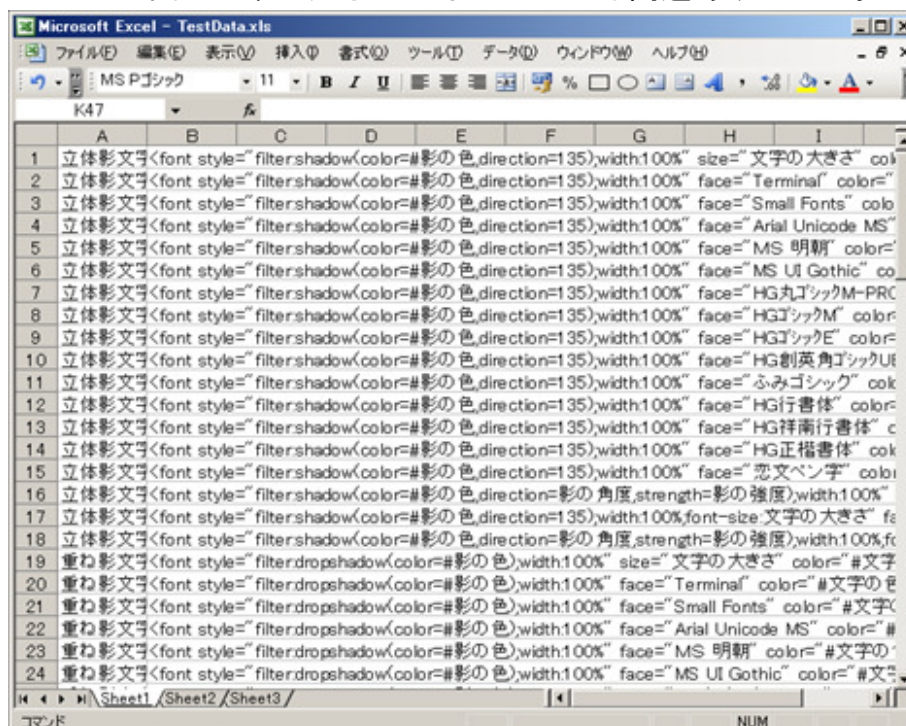 Microsoft Excel - TestData.xls
ファイル(F) 編集(E) 表示(V) 挿入(I) 書式(O) ツール(T) データ(D) ウィンドウ(W) ヘルプ(H)
MS Pゴシック 11 B I U %
K47 fx
A B C D E F G H I
1 立体影文字<font style="filter:shadow(color=#影の色,direction=135);width:100%" size="文字の大きさ" col
2 立体影文字<font style="filter:shadow(color=#影の色,direction=135);width:100%" face="Terminal" color="
3 立体影文字<font style="filter:shadow(color=#影の色,direction=135);width:100%" face="Small Fonts" colo
4 立体影文字<font style="filter:shadow(color=#影の色,direction=135);width:100%" face="Arial Unicode MS"
5 立体影文字<font style="filter:shadow(color=#影の色,direction=135);width:100%" face="MS 明朝" color="
6 立体影文字<font style="filter:shadow(color=#影の色,direction=135);width:100%" face="MS UI Gothic" co
7 立体影文字<font style="filter:shadow(color=#影の色,direction=135);width:100%" face="HG丸ゴシックM-PRO
8 立体影文字<font style="filter:shadow(color=#影の色,direction=135);width:100%" face="HGゴシックM" color=
9 立体影文字<font style="filter:shadow(color=#影の色,direction=135);width:100%" face="HGゴシックE" color=
10 立体影文字<font style="filter:shadow(color=#影の色,direction=135);width:100%" face="HG創英角ゴシックUB
11 立体影文字<font style="filter:shadow(color=#影の色,direction=135);width:100%" face="ふみゴシック" colo
12 立体影文字<font style="filter:shadow(color=#影の色,direction=135);width:100%" face="HG行書体" color=
13 立体影文字<font style="filter:shadow(color=#影の色,direction=135);width:100%" face="HG祥南行書体" c
14 立体影文字<font style="filter:shadow(color=#影の色,direction=135);width:100%" face="HG正楷書体" colo
15 立体影文字<font style="filter:shadow(color=#影の色,direction=135);width:100%" face="恋文ペン字" color
16 立体影文字<font style="filter:shadow(color=#影の色,direction=影の角度,strength=影の強度);width:100%"
17 立体影文字<font style="filter:shadow(color=#影の色,direction=135);width:100%,font-size:文字の大きさ" fa
18 立体影文字<font style="filter:shadow(color=#影の色,direction=影の角度,strength=影の強度);width:100%,fo
19 重ね影文字<font style="filter:dropshadow(color=#影の色);width:100%" size="文字の大きさ" color="#文字
20 重ね影文字<font style="filter:dropshadow(color=#影の色);width:100%" face="Terminal" color="#文字の色
21 重ね影文字<font style="filter:dropshadow(color=#影の色);width:100%" face="Small Fonts" color="#文字の
22 重ね影文字<font style="filter:dropshadow(color=#影の色);width:100%" face="Arial Unicode MS" color="#
23 重ね影文字<font style="filter:dropshadow(color=#影の色);width:100%" face="MS 明朝" color="#文字の
24 重ね影文字<font style="filter:dropshadow(color=#影の色);width:100%" face="MS UI Gothic" color="#文字
Sheet1 Sheet2 Sheet3
コマンド NUM